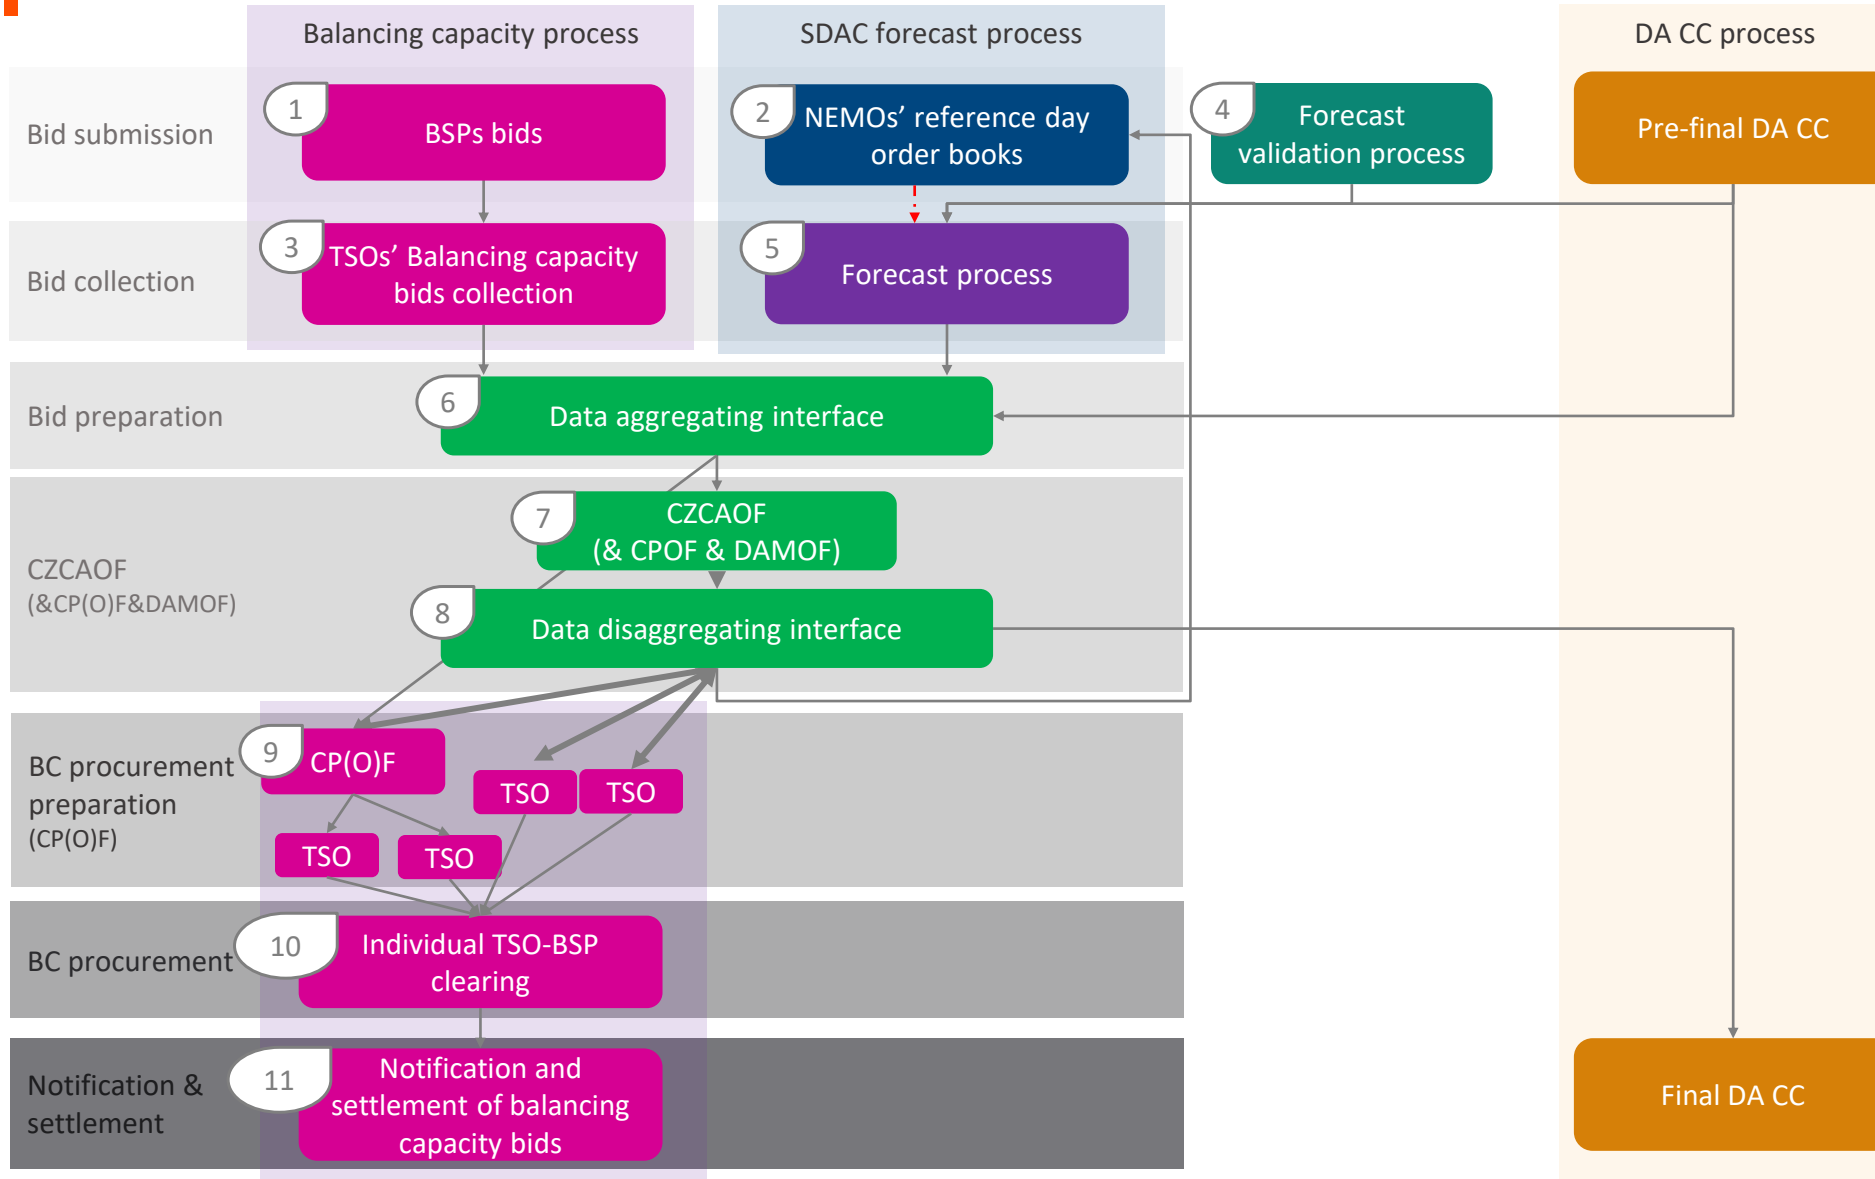 Balancing capacity process
SDAC forecast process
DA CC process
Bid submission
1
BSPs bids
2
NEMOs’ reference day
order books
4
Forecast
validation process
Pre-final DA CC
Bid collection
3
TSOs’ Balancing capacity
bids collection
5
Forecast process
Bid preparation
6
Data aggregating interface
CZCAOF
(&CP(O)F&DAMOF)
7
CZCAOF
(& CPOF & DAMOF)
8
Data disaggregating interface
BC procurement
preparation
(CP(O)F)
9
CP(O)F
TSO
TSO
TSO
TSO
BC procurement
10
Individual TSO-BSP
clearing
Notification &
settlement
11
Notification and
settlement of balancing
capacity bids
Final DA CC